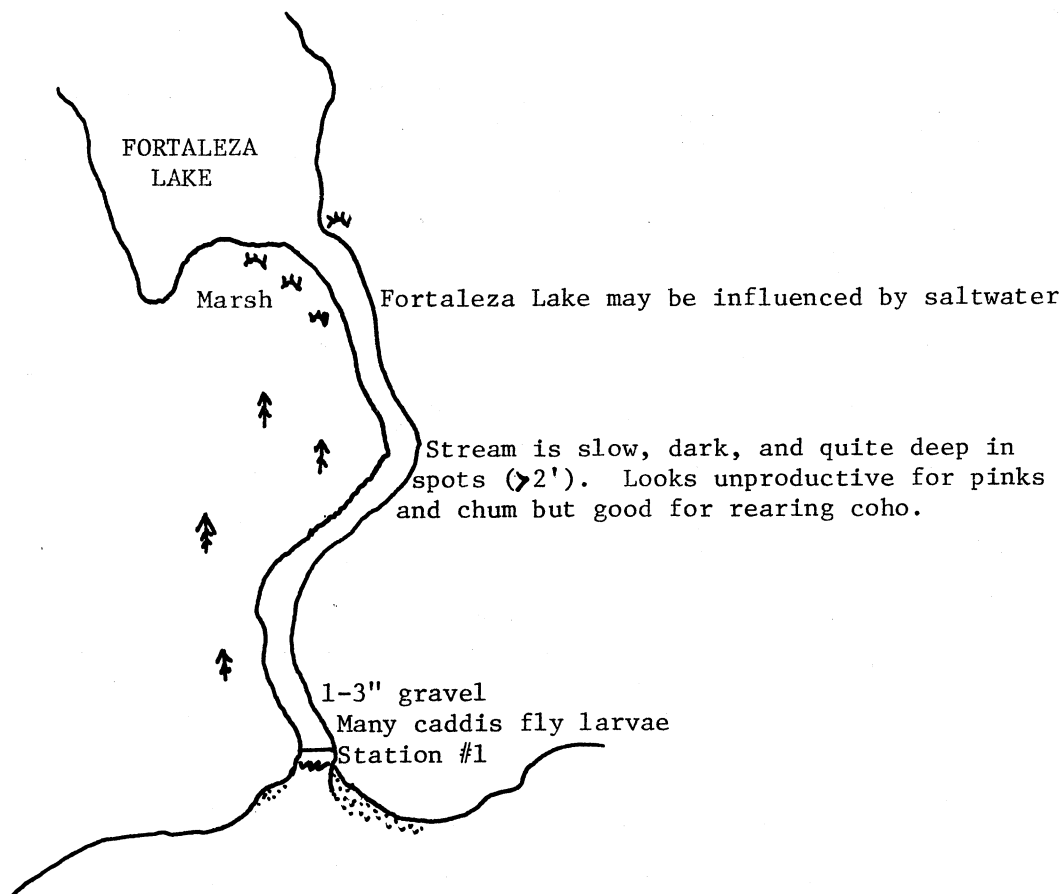 FORTALEZA
LAKE
Marsh
Fortaleza Lake may be influenced by saltwater
Stream is slow, dark, and quite deep in
spots (>2'). Looks unproductive for pinks
and chum but good for rearing coho.
1-3" gravel
Many caddis fly larvae
Station #1